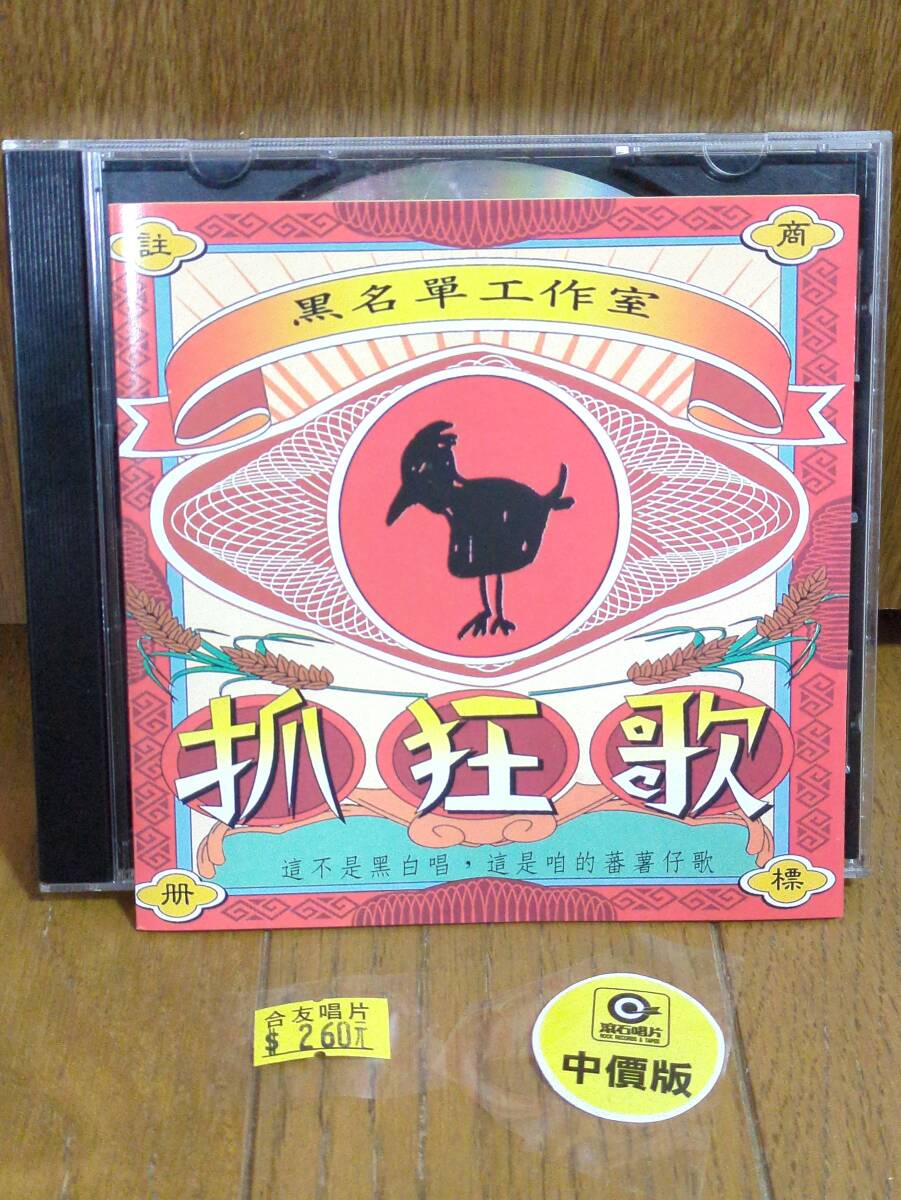 註 商
黑名單工作室
抓狂歌
這不是黑白唱,這是咱的蕃薯仔歌
册 標
合友唱片
$ 260元
滾石唱片
ROCK RECORDS & TAPES
中價版